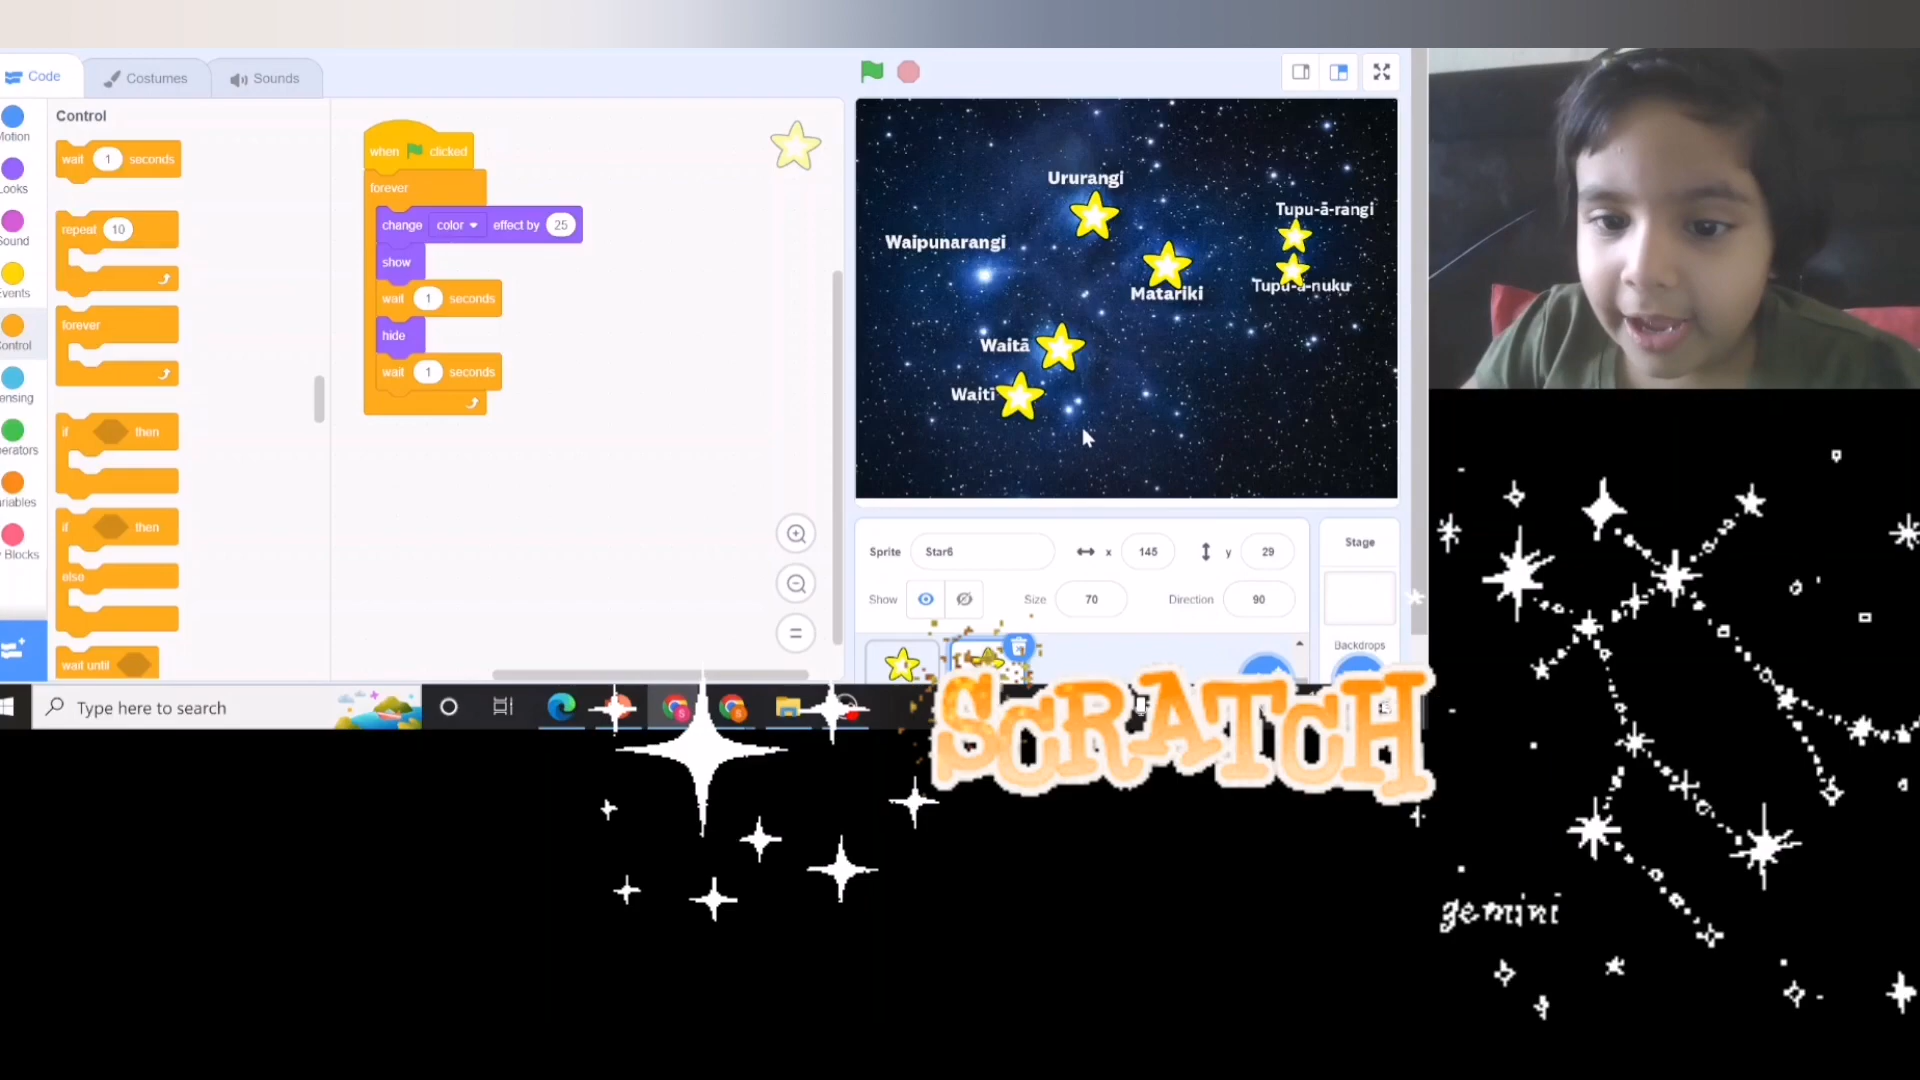 Code
Costumes
Sounds
Motion
Looks
Sound
Events
Control
Sensing
Operators
Variables
Blocks
Control
wait 1 seconds
repeat 10
forever
if then
if then
else
wait until
when clicked
forever
change color effect by 25
show
wait 1 seconds
hide
wait 1 seconds
Ururangi
Tupu-ā-rangi
Waipunarangi
Matariki
Tupu-ā-nuku
Waitā
Waitī
Sprite Star6 x 145 y 29
Show Size 70 Direction 90
Stage
Backdrops
Type here to search
SCRATCH
gemini